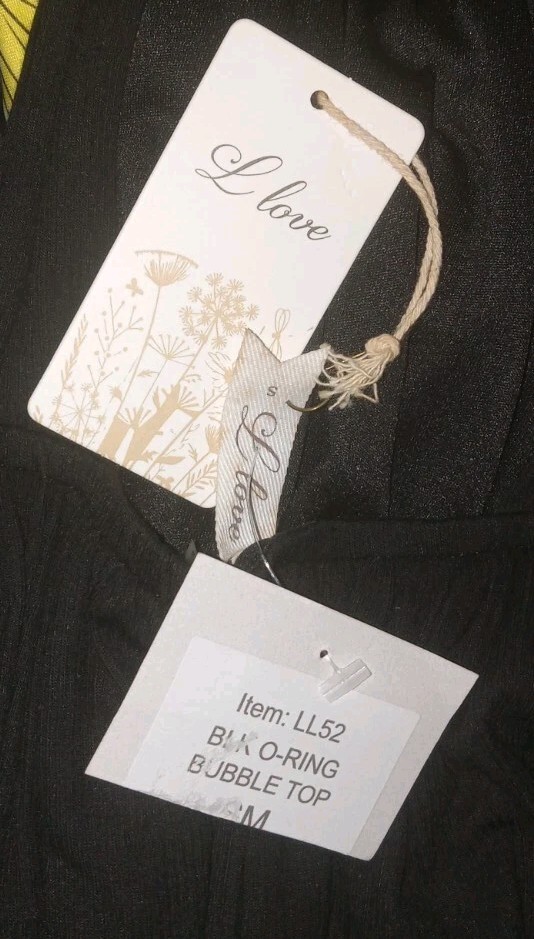 L love
s
L love
Item: LL52
BLK O-RING
BUBBLE TOP
M